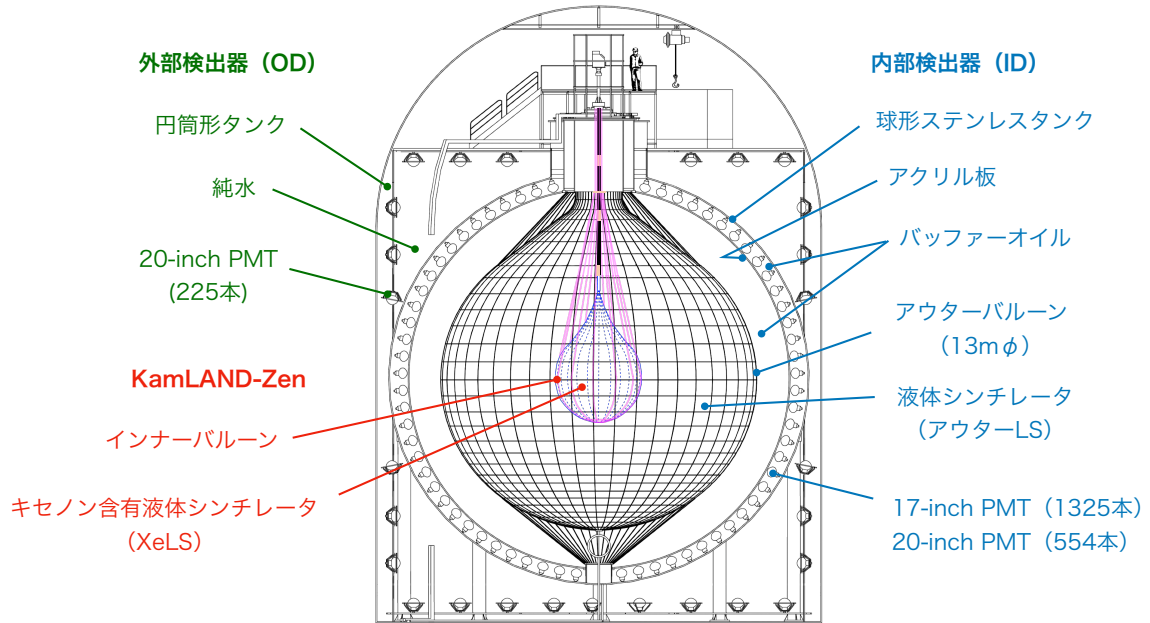 外部検出器（OD）
円筒形タンク
純水
20-inch PMT
(225本)
KamLAND-Zen
インナーバルーン
キセノン含有液体シンチレータ
（XeLS）
内部検出器（ID）
球形ステンレスタンク
アクリル板
バッファーオイル
アウターバルーン
（13mφ）
液体シンチレータ
（アウターLS）
17-inch PMT（1325本）
20-inch PMT（554本）